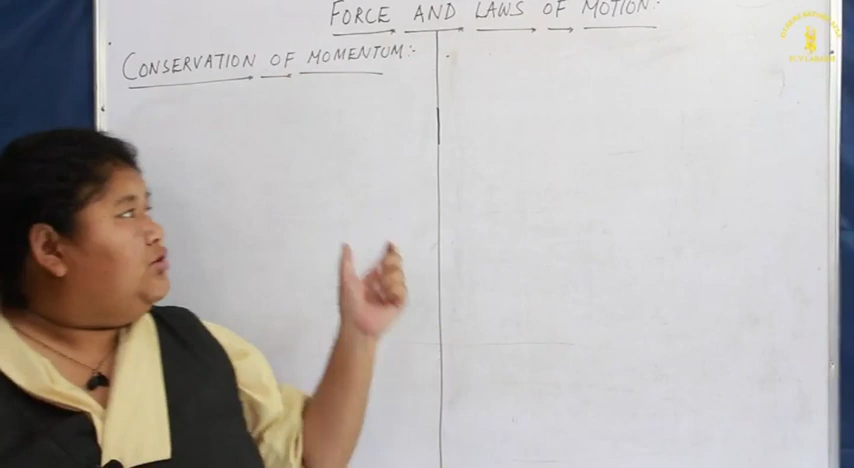 FORCE AND LAWS OF MOTION:
CONSERVATION OF MOMENTUM:-